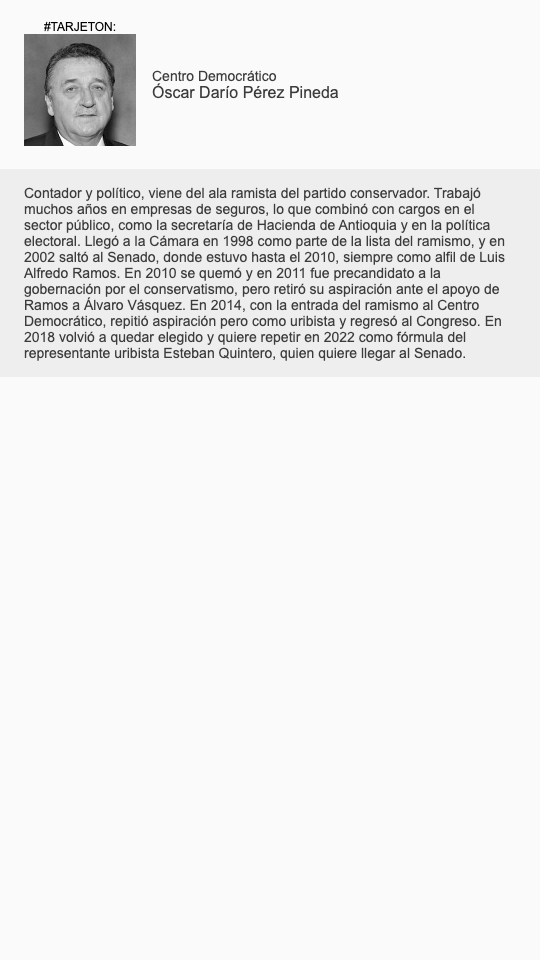 #TARJETON:
Centro Democrático
Óscar Darío Pérez Pineda
Contador y político, viene del ala ramista del partido conservador. Trabajó
muchos años en empresas de seguros, lo que combinó con cargos en el
sector público, como la secretaría de Hacienda de Antioquia y en la política
electoral. Llegó a la Cámara en 1998 como parte de la lista del ramismo, y en
2002 saltó al Senado, donde estuvo hasta el 2010, siempre como alfil de Luis
Alfredo Ramos. En 2010 se quemó y en 2011 fue precandidato a la
gobernación por el conservatismo, pero retiró su aspiración ante el apoyo de
Ramos a Álvaro Vásquez. En 2014, con la entrada del ramismo al Centro
Democrático, repitió aspiración pero como uribista y regresó al Congreso. En
2018 volvió a quedar elegido y quiere repetir en 2022 como fórmula del
representante uribista Esteban Quintero, quien quiere llegar al Senado.